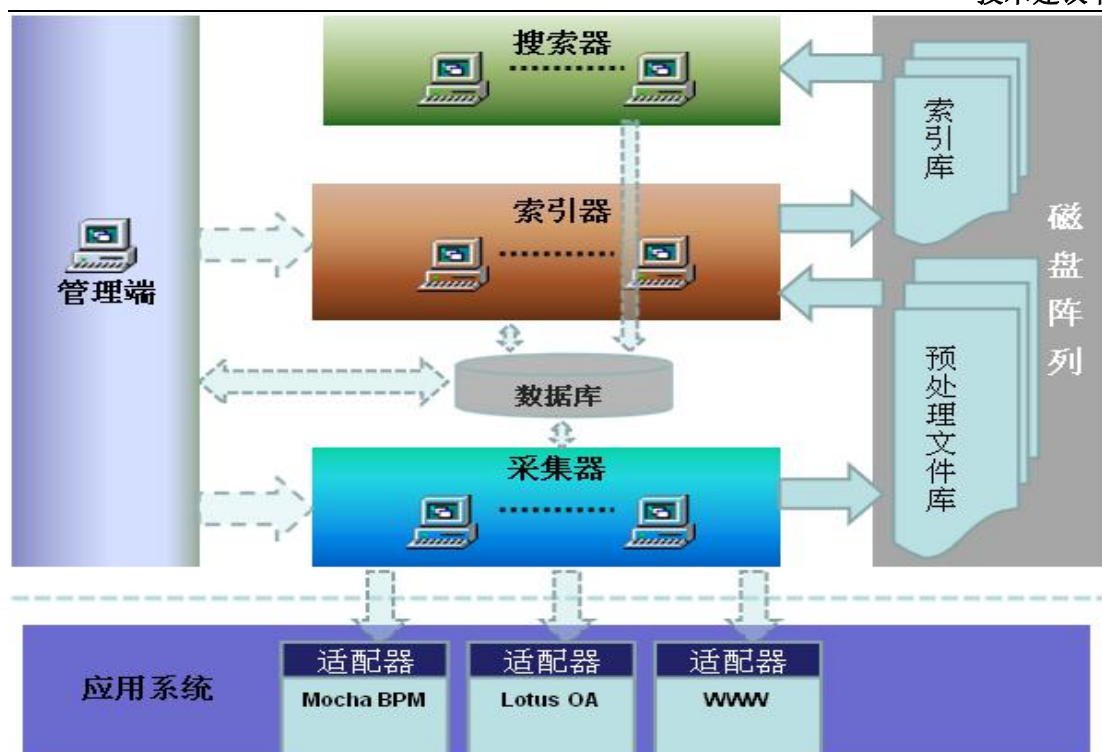 搜索器
索引库
索引器
管理端
磁盘阵列
数据库
预处理文件库
采集器
应用系统
适配器
Mocha BPM
适配器
Lotus OA
适配器
WWW